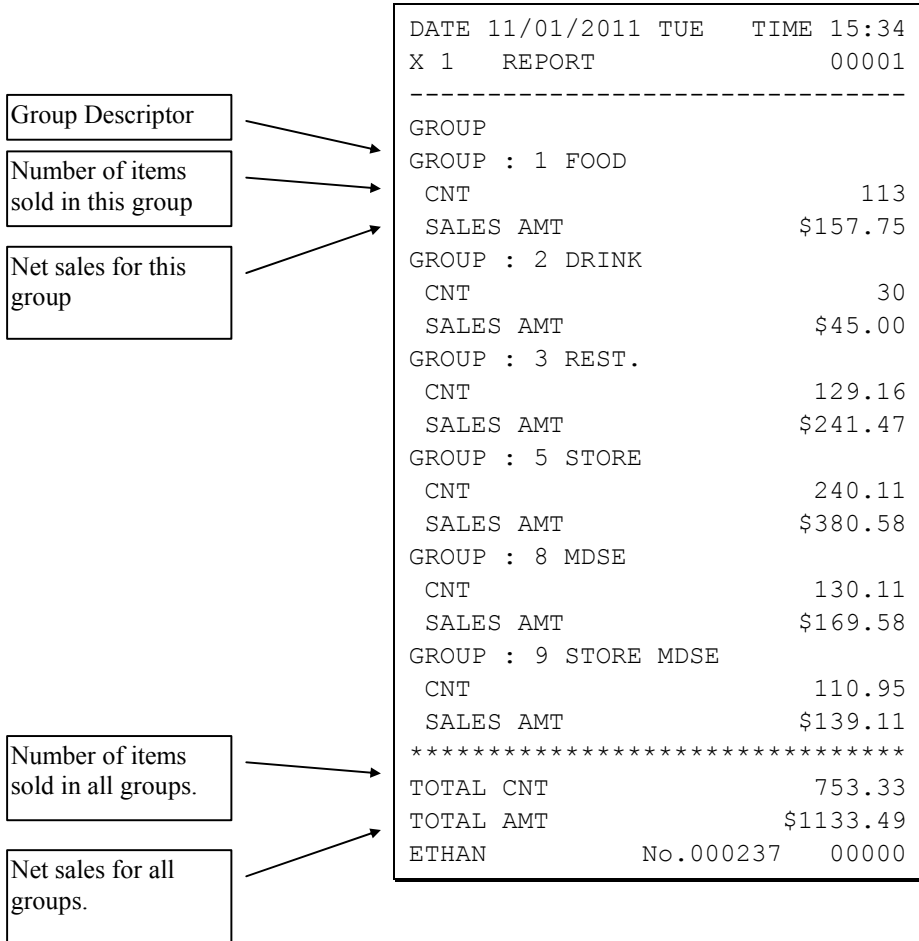 Group Descriptor
Number of items
sold in this group
Net sales for this
group
Number of items
sold in all groups.
Net sales for all
groups.
DATE 11/01/2011 TUE TIME 15:34
X 1 REPORT 00001
--------------------------------
GROUP
GROUP : 1 FOOD
CNT 113
SALES AMT $157.75
GROUP : 2 DRINK
CNT 30
SALES AMT $45.00
GROUP : 3 REST.
CNT 129.16
SALES AMT $241.47
GROUP : 5 STORE
CNT 240.11
SALES AMT $380.58
GROUP : 8 MDSE
CNT 130.11
SALES AMT $169.58
GROUP : 9 STORE MDSE
CNT 110.95
SALES AMT $139.11
********************************
TOTAL CNT 753.33
TOTAL AMT $1133.49
ETHAN No.000237 00000